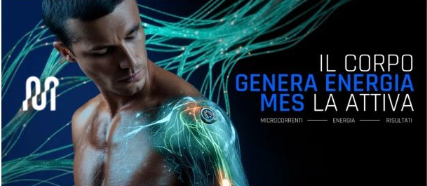 IL CORPO
GENERA ENERGIA
MES LA ATTIVA
MICROCORRENTI ENERGIA RISULTATI